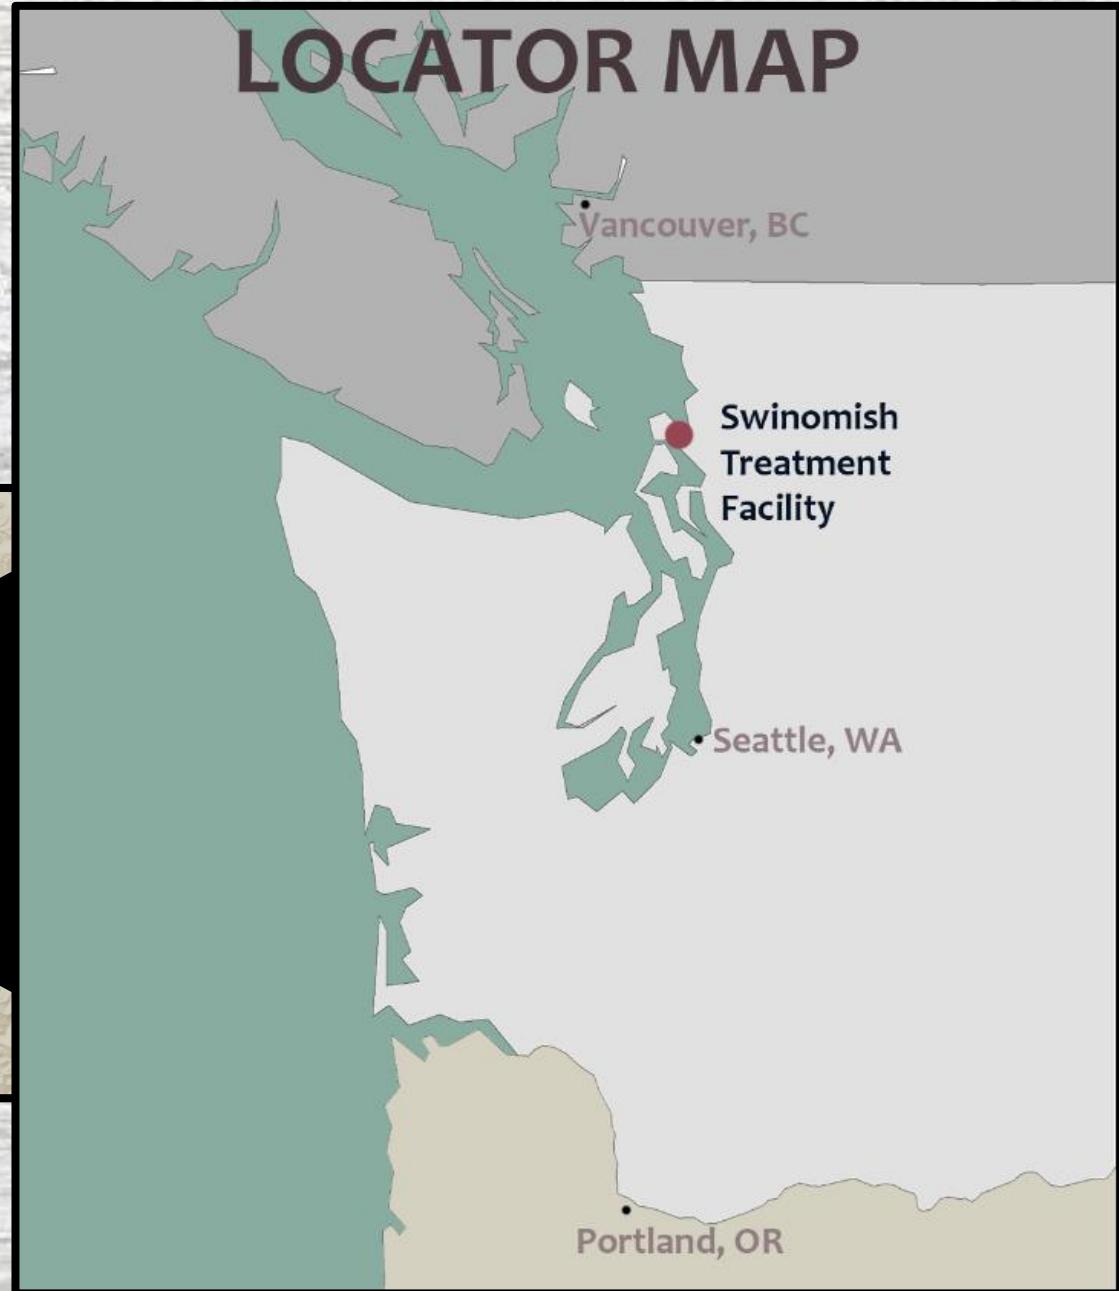 LOCATOR MAP
Vancouver, BC
Swinomish
Treatment
Facility
Seattle, WA
Portland, OR